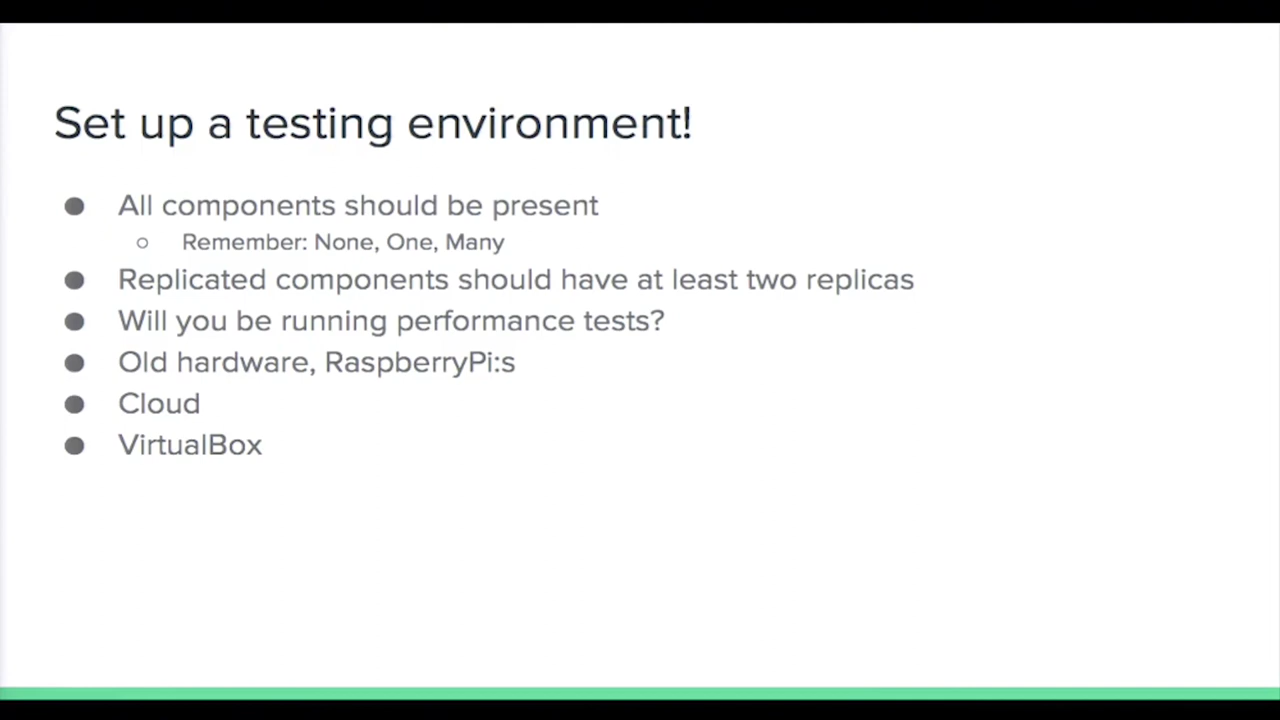 Set up a testing environment!
● All components should be present
○ Remember: None, One, Many
● Replicated components should have at least two replicas
● Will you be running performance tests?
● Old hardware, RaspberryPi:s
● Cloud
● VirtualBox